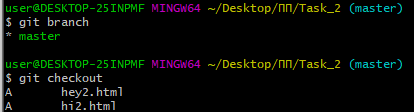 user@DESKTOP-25INPMF MINGW64 ~/Desktop/ПП/Task_2 (master)
$ git branch
* master
user@DESKTOP-25INPMF MINGW64 ~/Desktop/ПП/Task_2 (master)
$ git checkout
A       hey2.html
A       hi2.html